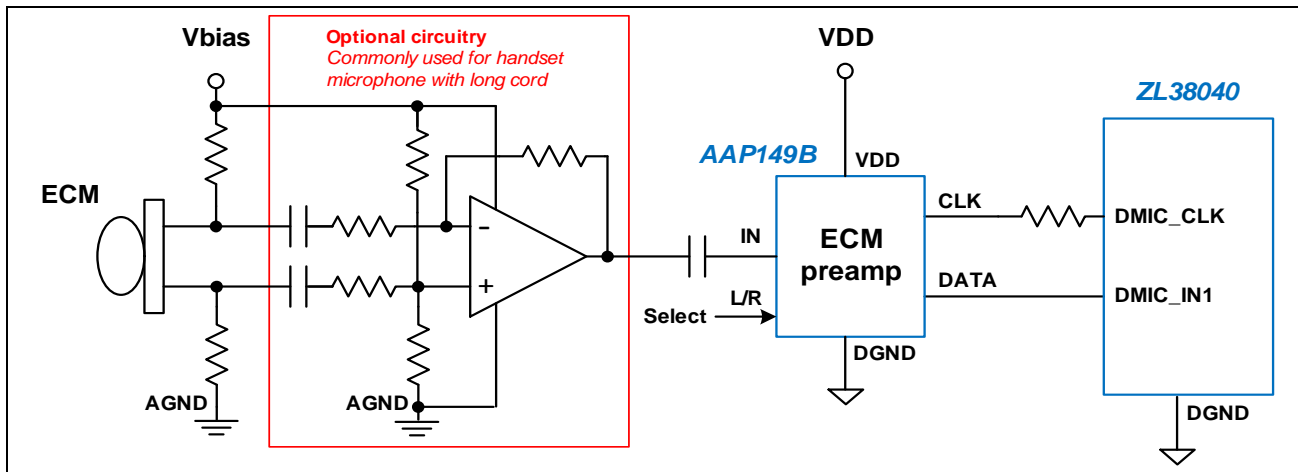 Vbias
Optional circuitry
Commonly used for handset
microphone with long cord
VDD
ZL38040
AAP149B
VDD
ECM
CLK
DMIC_CLK
-
IN
ECM
preamp
+
DATA
DMIC_IN1
L/R
Select
DGND
AGND
AGND
DGND